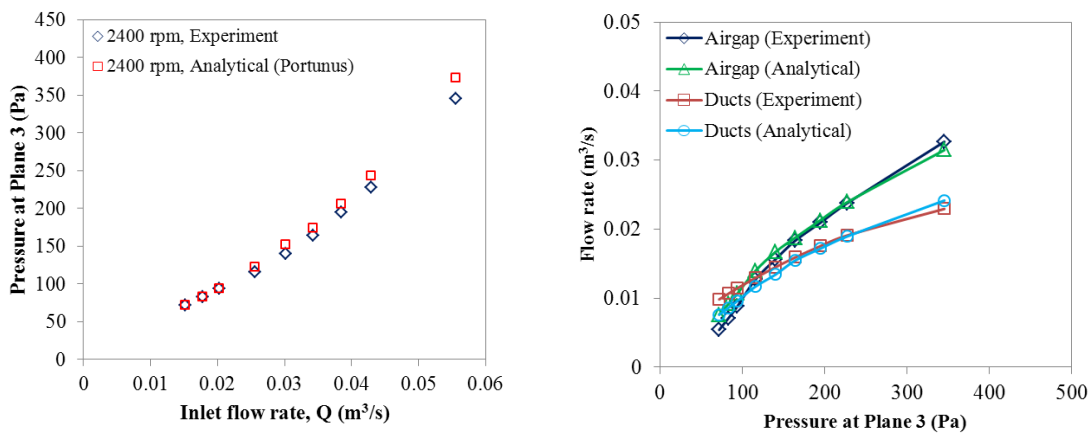 450
400
350
300
250
200
150
100
50
0
Pressure at Plane 3 (Pa)
2400 rpm, Experiment
2400 rpm, Analytical (Portunus)
0 0.01 0.02 0.03 0.04 0.05 0.06
Inlet flow rate, Q (m³/s)
0.05
0.04
0.03
0.02
0.01
0
Flow rate (m³/s)
Airgap (Experiment)
Airgap (Analytical)
Ducts (Experiment)
Ducts (Analytical)
0 100 200 300 400 500
Pressure at Plane 3 (Pa)